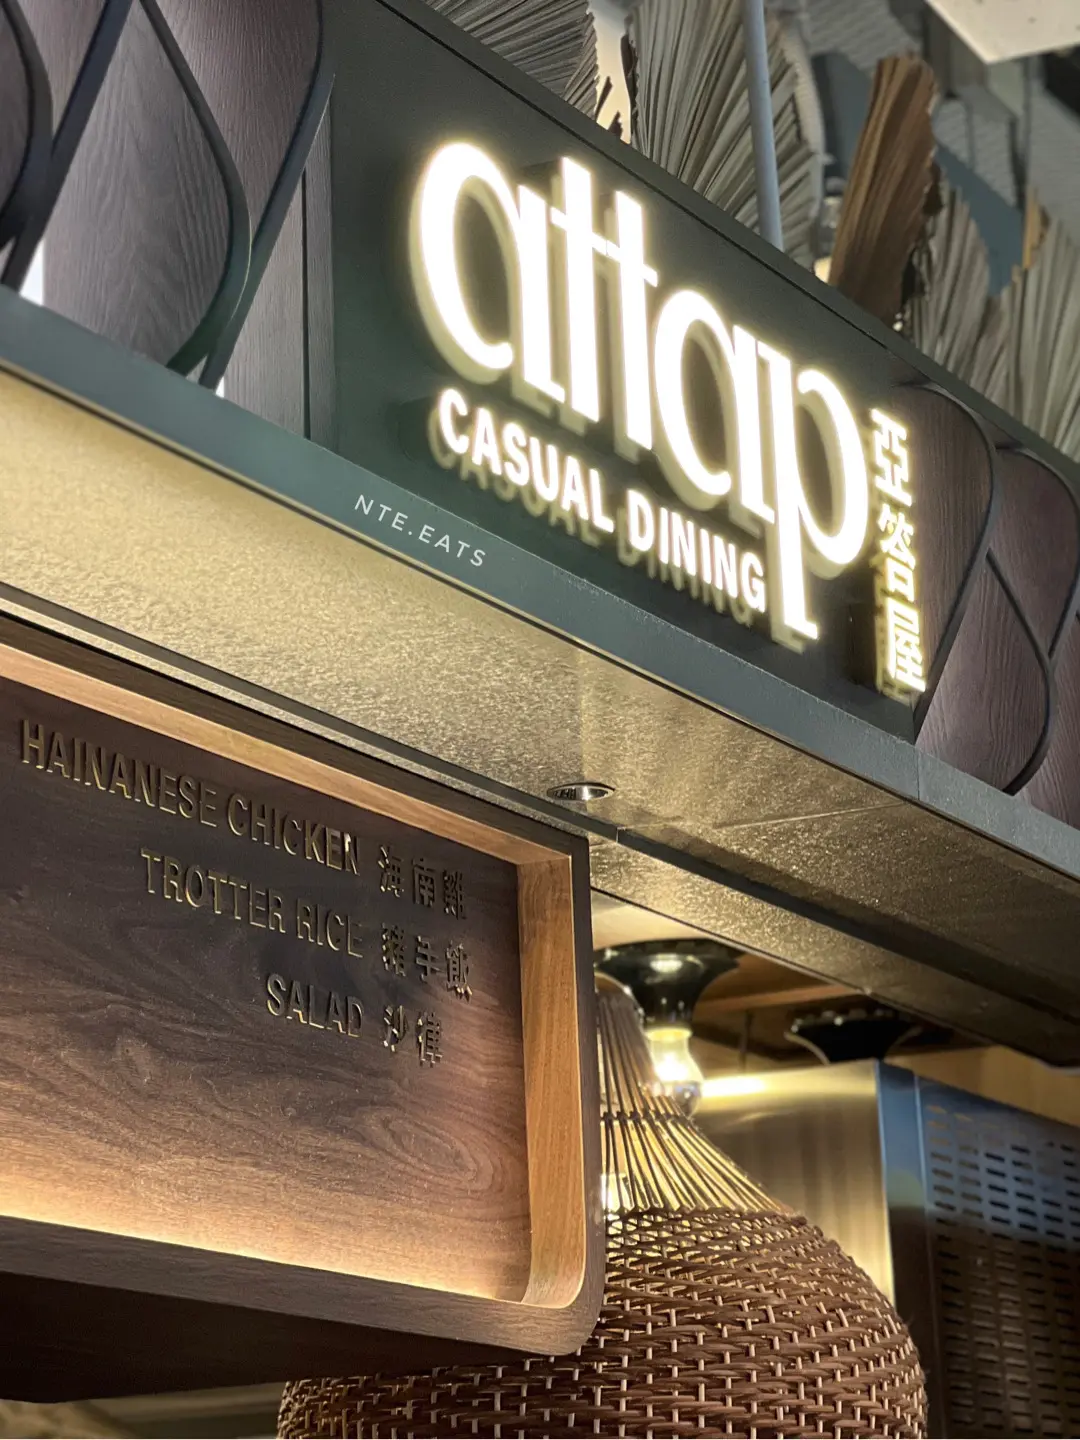 attap
CASUAL DINING
亞答屋
NTE.EATS
HAINANESE CHICKEN 海南雞
TROTTER RICE 豬手飯
SALAD 沙律